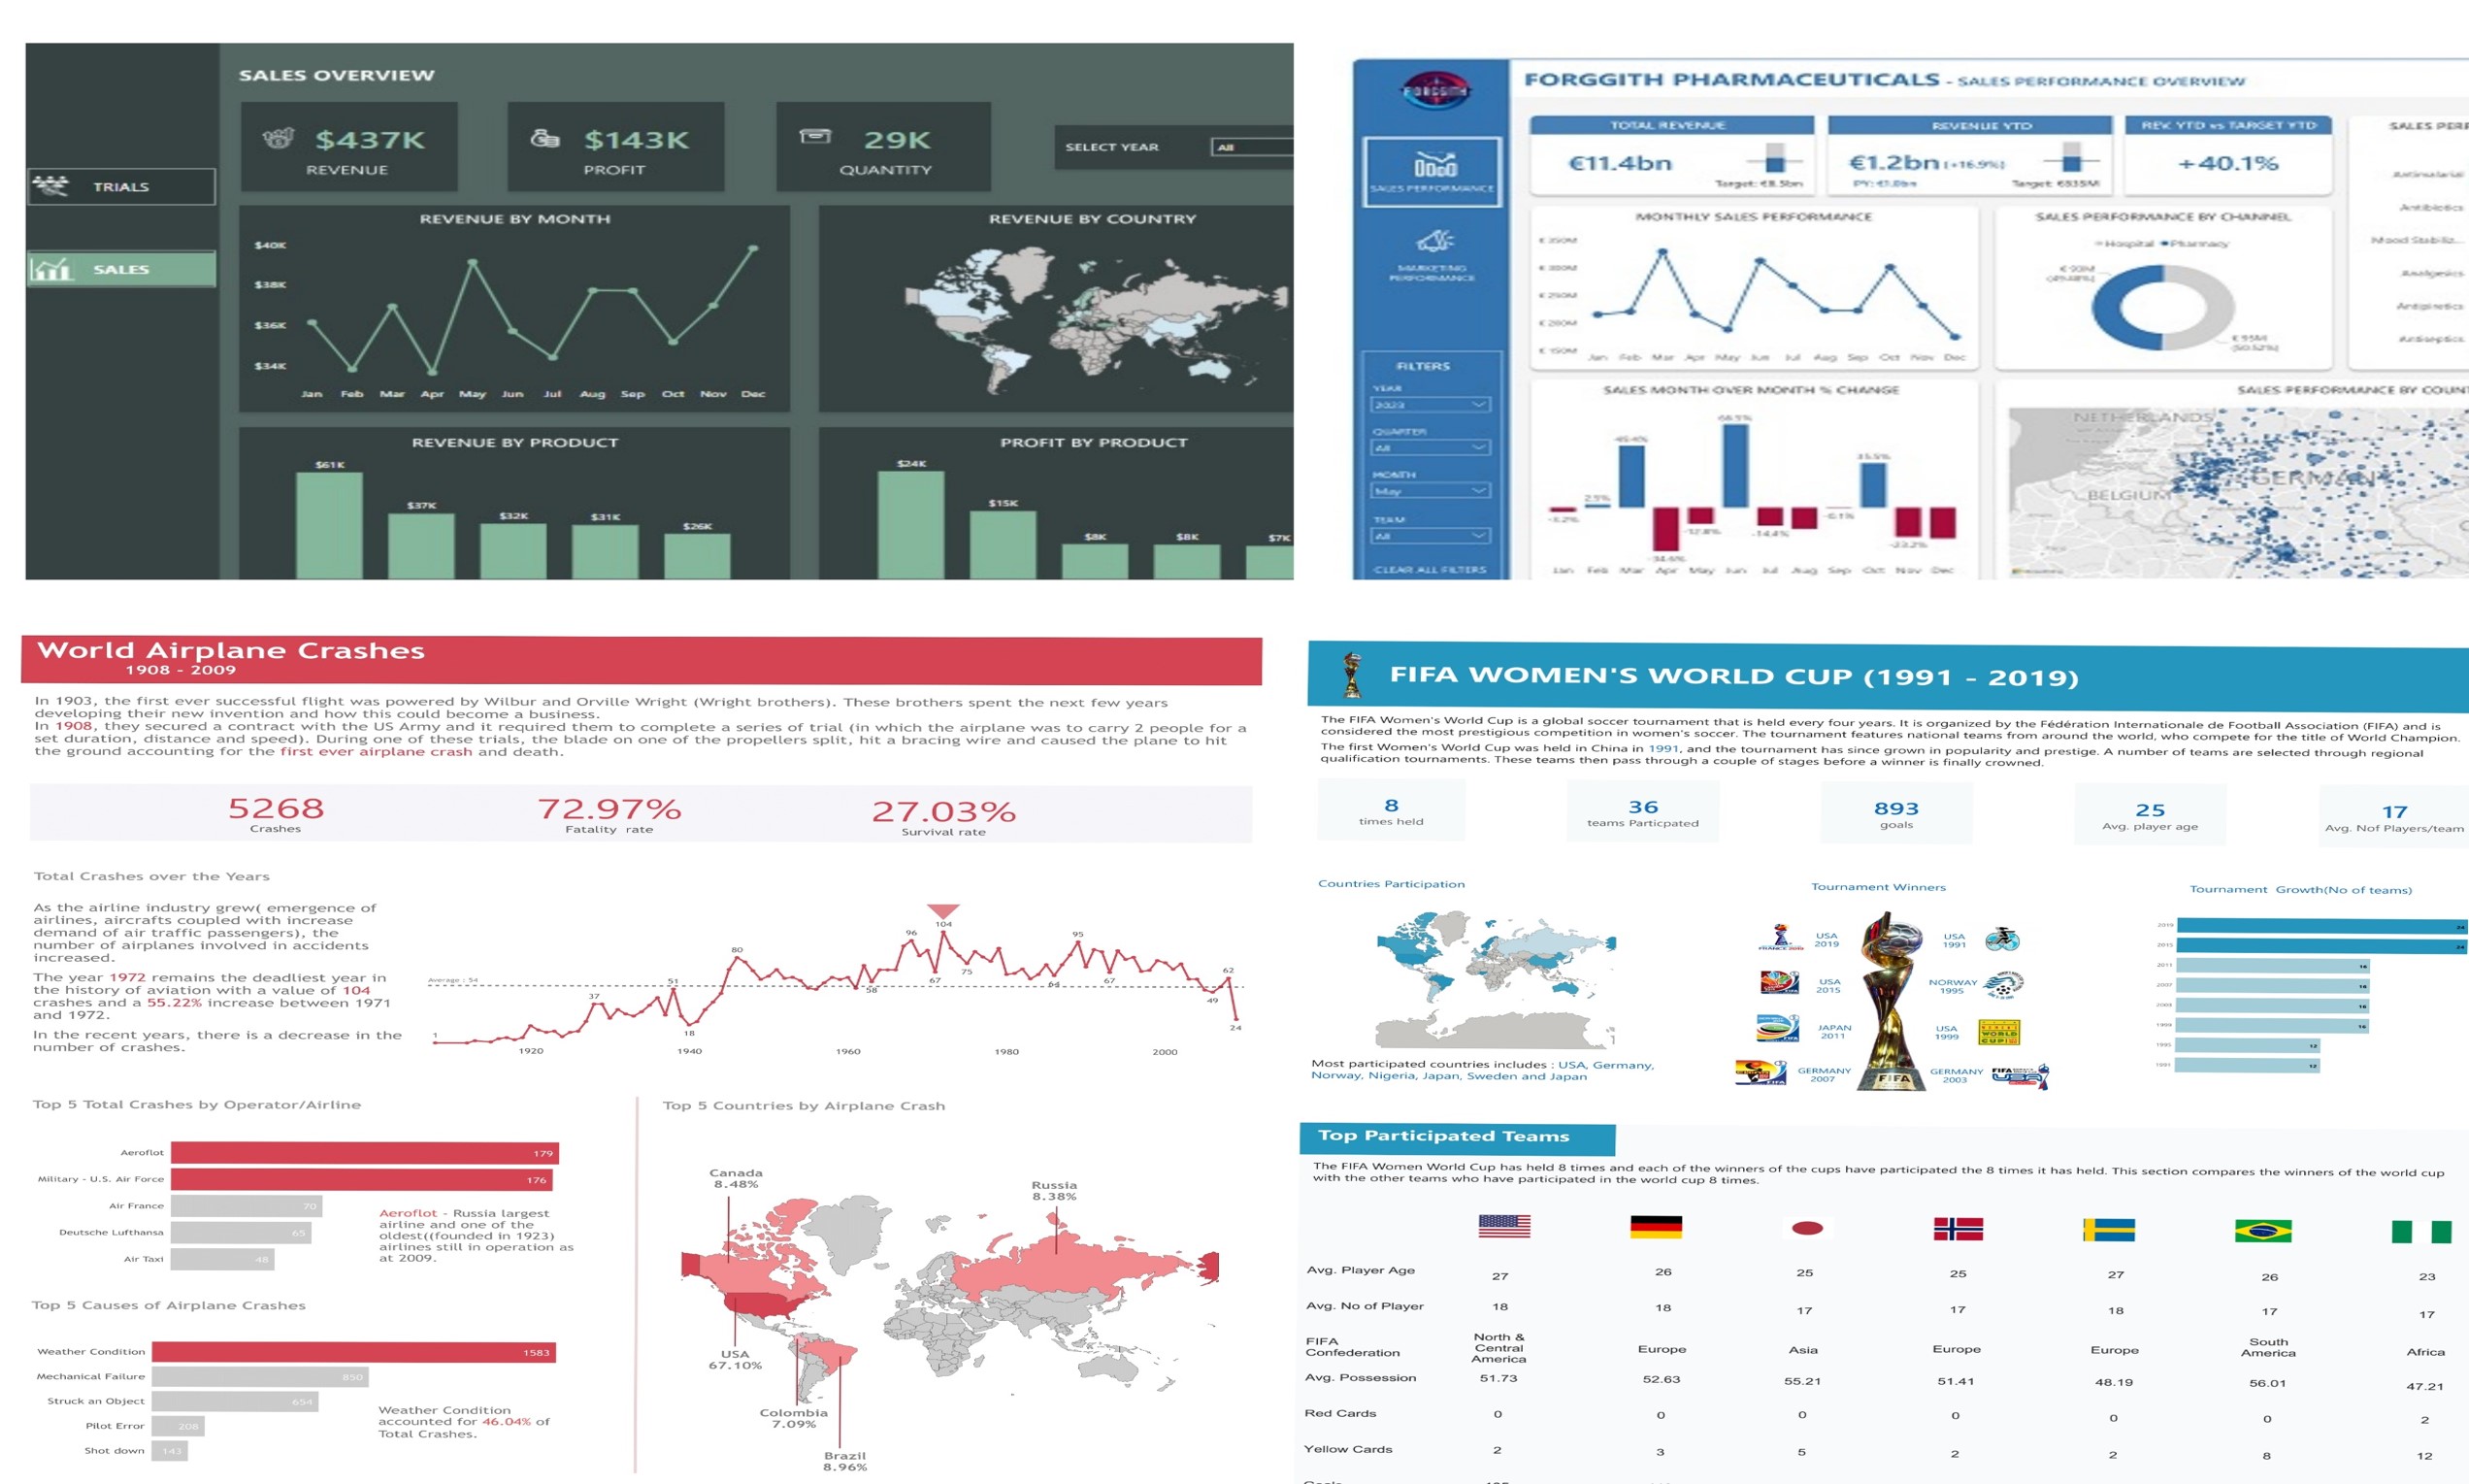 SALES OVERVIEW
$437K
REVENUE
$143K
PROFIT
29K
QUANTITY
SELECT YEAR
All
TRIALS
SALES
REVENUE BY MONTH
$40K
$38K
$36K
$34K
Jan Feb Mar Apr May Jun Jul Aug Sep Oct Nov Dec
REVENUE BY COUNTRY
REVENUE BY PRODUCT
$61K
$37K
$32K
$31K
$26K
PROFIT BY PRODUCT
$24K
$15K
$8K
$8K
$7K
FORGGITH
FORGGITH PHARMACEUTICALS - SALES PERFORMANCE OVERVIEW
SALES PERFORMANCE
MARKETING
PERFORMANCE
FILTERS
YEAR
2023
QUARTER
All
MONTH
May
TEAM
All
CLEAR ALL FILTERS
TOTAL REVENUE
€11.4bn
Target: €8.5bn
REVENUE YTD
€1.2bn (+16.9%)
PY: €1.0bn
Target: €835M
REV. YTD vs TARGET YTD
+40.1%
SALES PERF
Antimalarial
Antibiotics
Mood Stabiliz...
Analgesics
Antipiretics
Antiseptics
MONTHLY SALES PERFORMANCE
€ 350M
€ 300M
€ 250M
€ 200M
€ 150M
Jan Feb Mar Apr May Jun Jul Aug Sep Oct Nov Dec
SALES PERFORMANCE BY CHANNEL
Hospital Pharmacy
€ 93M
(49.48%)
€ 95M
(50.52%)
SALES MONTH OVER MONTH % CHANGE
-3.2%
2.5%
-34.6%
-12.8%
-14.4%
-0.1%
35.5%
-23.2%
Jan Feb Mar Apr May Jun Jul Aug Sep Oct Nov Dec
SALES PERFORMANCE BY COUN
NETHERLANDS
GERMAN
BELGIUM
World Airplane Crashes
1908 - 2009
In 1903, the first ever successful flight was powered by Wilbur and Orville Wright (Wright brothers). These brothers spent the next few years
developing their new invention and how this could become a business.
In 1908, they secured a contract with the US Army and it required them to complete a series of trial (in which the airplane was to carry 2 people for a
set duration, distance and speed). During one of these trials, the blade on one of the propellers split, hit a bracing wire and caused the plane to hit
the ground accounting for the first ever airplane crash and death.
5268
Crashes
72.97%
Fatality rate
27.03%
Survival rate
Total Crashes over the Years
As the airline industry grew( emergence of
airlines, aircrafts coupled with increase
demand of air traffic passengers), the
number of airplanes involved in accidents
increased.
The year 1972 remains the deadliest year in
the history of aviation with a value of 104
crashes and a 55.22% increase between 1971
and 1972.
In the recent years, there is a decrease in the
number of crashes.
Average : 54
1
37
51
18
80
58
96
67
104
75
64
95
67
49
62
24
1920 1940 1960 1980 2000
Top 5 Total Crashes by Operator/Airline
Aeroflot 179
Military - U.S. Air Force 176
Air France 70
Deutsche Lufthansa 65
Air Taxi 48
Aeroflot - Russia largest
airline and one of the
oldest((founded in 1923)
airlines still in operation as
at 2009.
Top 5 Causes of Airplane Crashes
Weather Condition 1583
Mechanical Failure 850
Struck an Object 654
Pilot Error 208
Shot down 143
Weather Condition
accounted for 46.04% of
Total Crashes.
Top 5 Countries by Airplane Crash
Canada
8.48%
Russia
8.38%
USA
67.10%
Colombia
7.09%
Brazil
8.96%
FIFA WOMEN'S WORLD CUP (1991 - 2019)
The FIFA Women's World Cup is a global soccer tournament that is held every four years. It is organized by the Fédération Internationale de Football Association (FIFA) and is
considered the most prestigious competition in women's soccer. The tournament features national teams from around the world, who compete for the title of World Champion.
The first Women's World Cup was held in China in 1991, and the tournament has since grown in popularity and prestige. A number of teams are selected through regional
qualification tournaments. These teams then pass through a couple of stages before a winner is finally crowned.
8
times held
36
teams Particpated
893
goals
25
Avg. player age
17
Avg. Nof Players/team
Countries Participation
Most participated countries includes : USA, Germany,
Norway, Nigeria, Japan, Sweden and Japan
Tournament Winners
USA
2019
USA
1991
USA
2015
NORWAY
1995
JAPAN
2011
USA
1999
GERMANY
2007
GERMANY
2003
FIFA
Tournament Growth(No of teams)
2019 24
2015 24
2011 16
2007 16
2003 16
1999 16
1995 12
1991 12
Top Participated Teams
The FIFA Women World Cup has held 8 times and each of the winners of the cups have participated the 8 times it has held. This section compares the winners of the world cup
with the other teams who have participated in the world cup 8 times.
Avg. Player Age 27 26 25 25 27 26 23
Avg. No of Player 18 18 17 17 18 17 17
FIFA
Confederation
North &
Central
America
Europe
Asia
Europe
Europe
South
America
Africa
Avg. Possession 51.73 52.63 55.21 51.41 48.19 56.01 47.21
Red Cards 0 0 0 0 0 0 2
Yellow Cards 2 3 5 2 2 8 12